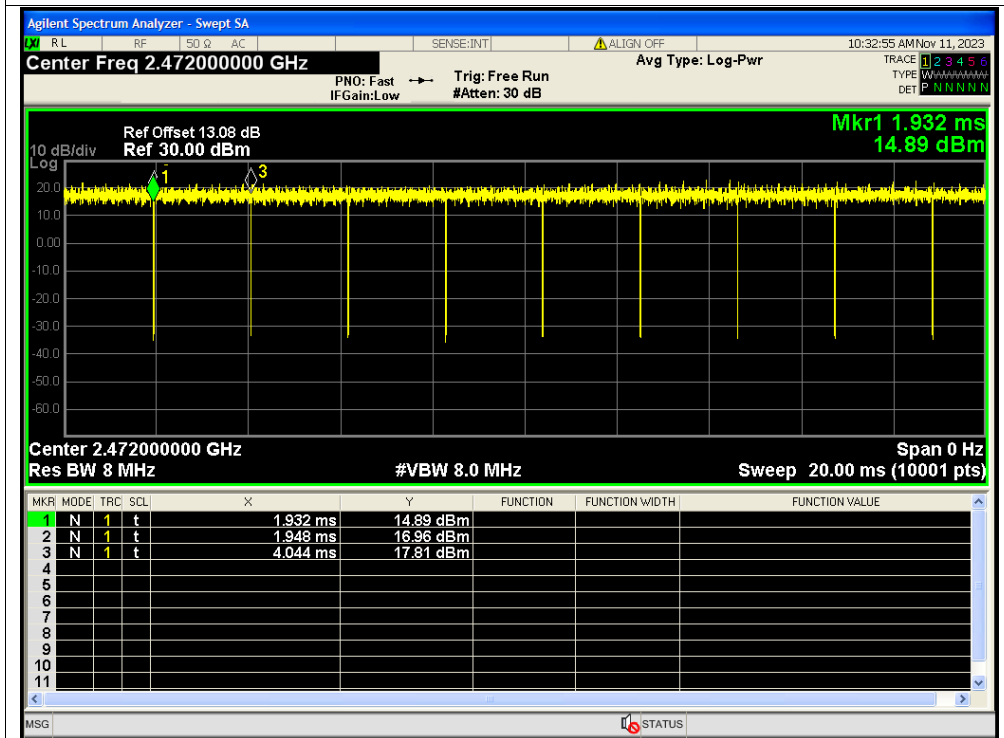 Agilent Spectrum Analyzer - Swept SA
LXI RL RF 50 Ω AC SENSE:INT ALIGN OFF 10:32:55 AM Nov 11, 2023
Center Freq 2.472000000 GHz
PNO: Fast
IFGain:Low
Trig: Free Run
#Atten: 30 dB
Avg Type: Log-Pwr
TRACE 1 2 3 4 5 6
TYPE W
DET P N N N N N
Ref Offset 13.08 dB
10 dB/div Ref 30.00 dBm
Log
Mkr1 1.932 ms
14.89 dBm
1 3
20.0
10.0
0.00
-10.0
-20.0
-30.0
-40.0
-50.0
-60.0
Center 2.472000000 GHz Span 0 Hz
Res BW 8 MHz #VBW 8.0 MHz Sweep 20.00 ms (10001 pts)
MKR MODE TRC SCL X Y FUNCTION FUNCTION WIDTH FUNCTION VALUE
1 N 1 t 1.932 ms 14.89 dBm
2 N 1 t 1.948 ms 16.96 dBm
3 N 1 t 4.044 ms 17.81 dBm
4
5
6
7
8
9
10
11
MSG STATUS